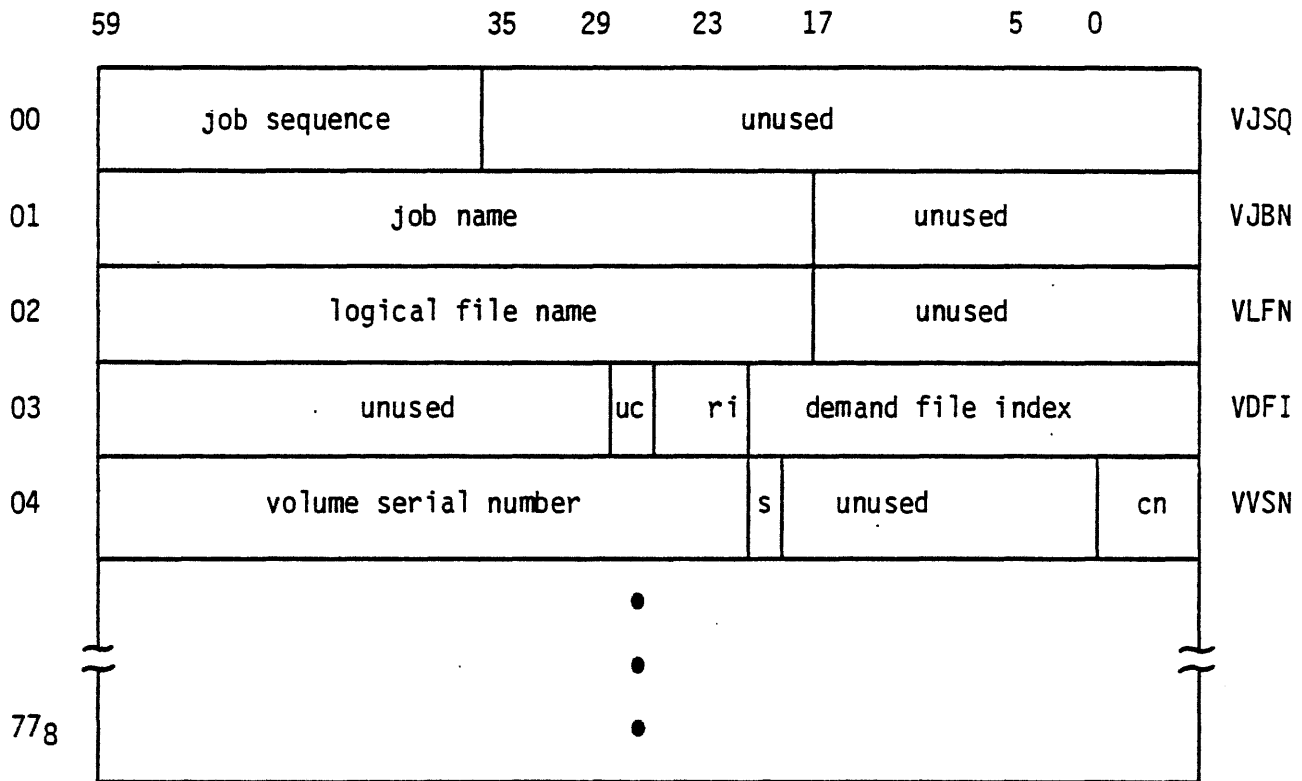 59 35 29 23 17 5 0
00 job sequence unused VJSQ
01 job name unused VJBN
02 logical file name unused VLFN
03 unused uc ri demand file index VDFI
04 volume serial number s unused cn VVSN
77₈